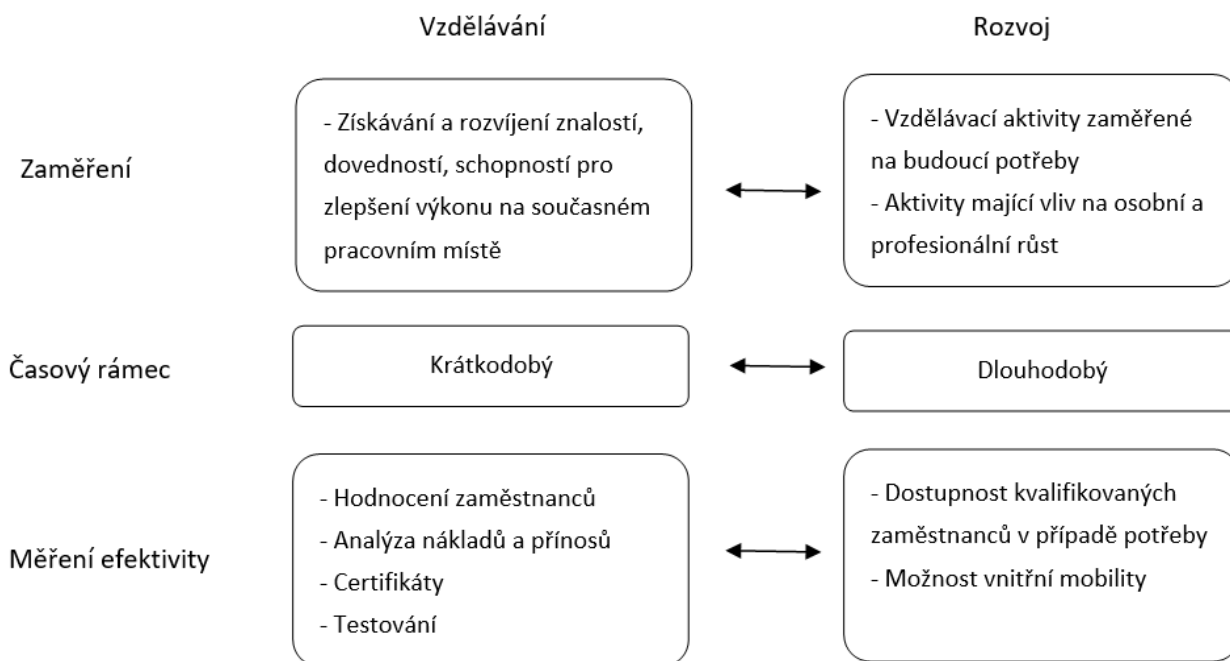 Vzdělávání
Rozvoj
Zaměření
- Získávání a rozvíjení znalostí,
dovedností, schopností pro
zlepšení výkonu na současném
pracovním místě
- Vzdělávací aktivity zaměřené
na budoucí potřeby
- Aktivity mající vliv na osobní a
profesionální růst
Časový rámec
Krátkodobý
Dlouhodobý
Měření efektivity
- Hodnocení zaměstnanců
- Analýza nákladů a přínosů
- Certifikáty
- Testování
- Dostupnost kvalifikovaných
zaměstnanců v případě potřeby
- Možnost vnitřní mobility